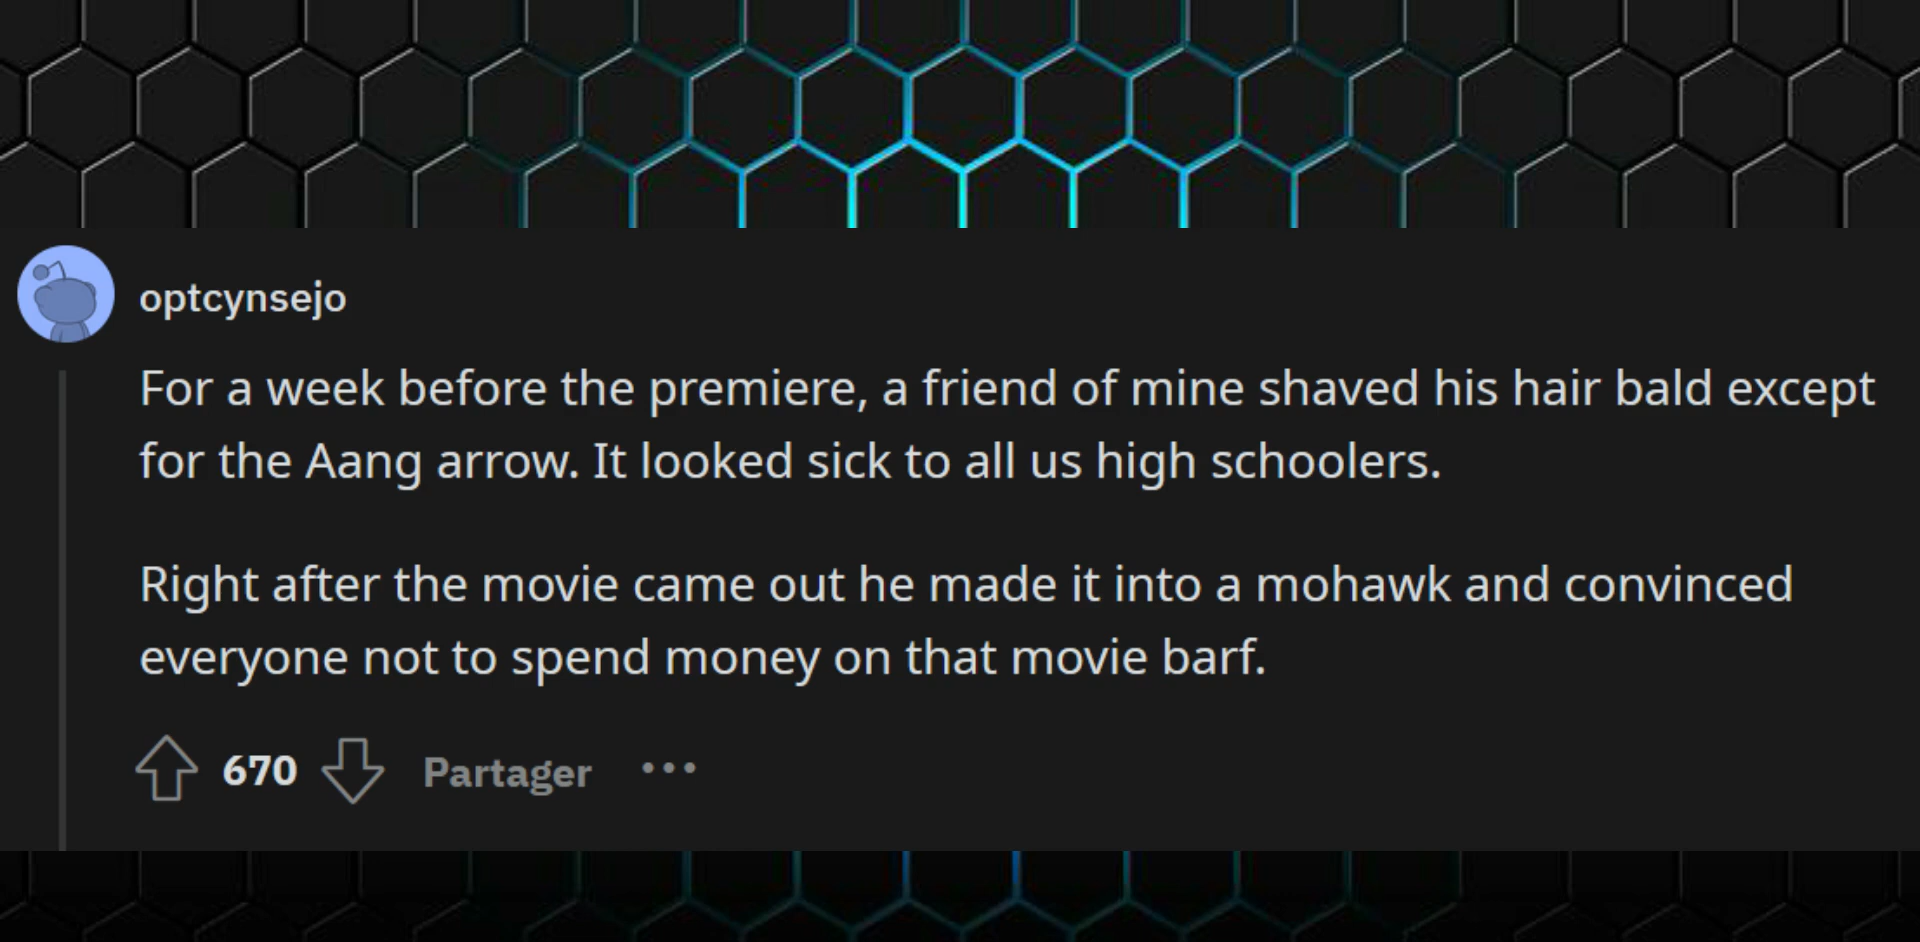 optcynsejo
For a week before the premiere, a friend of mine shaved his hair bald except
for the Aang arrow. It looked sick to all us high schoolers.
Right after the movie came out he made it into a mohawk and convinced
everyone not to spend money on that movie barf.
670 Partager ...